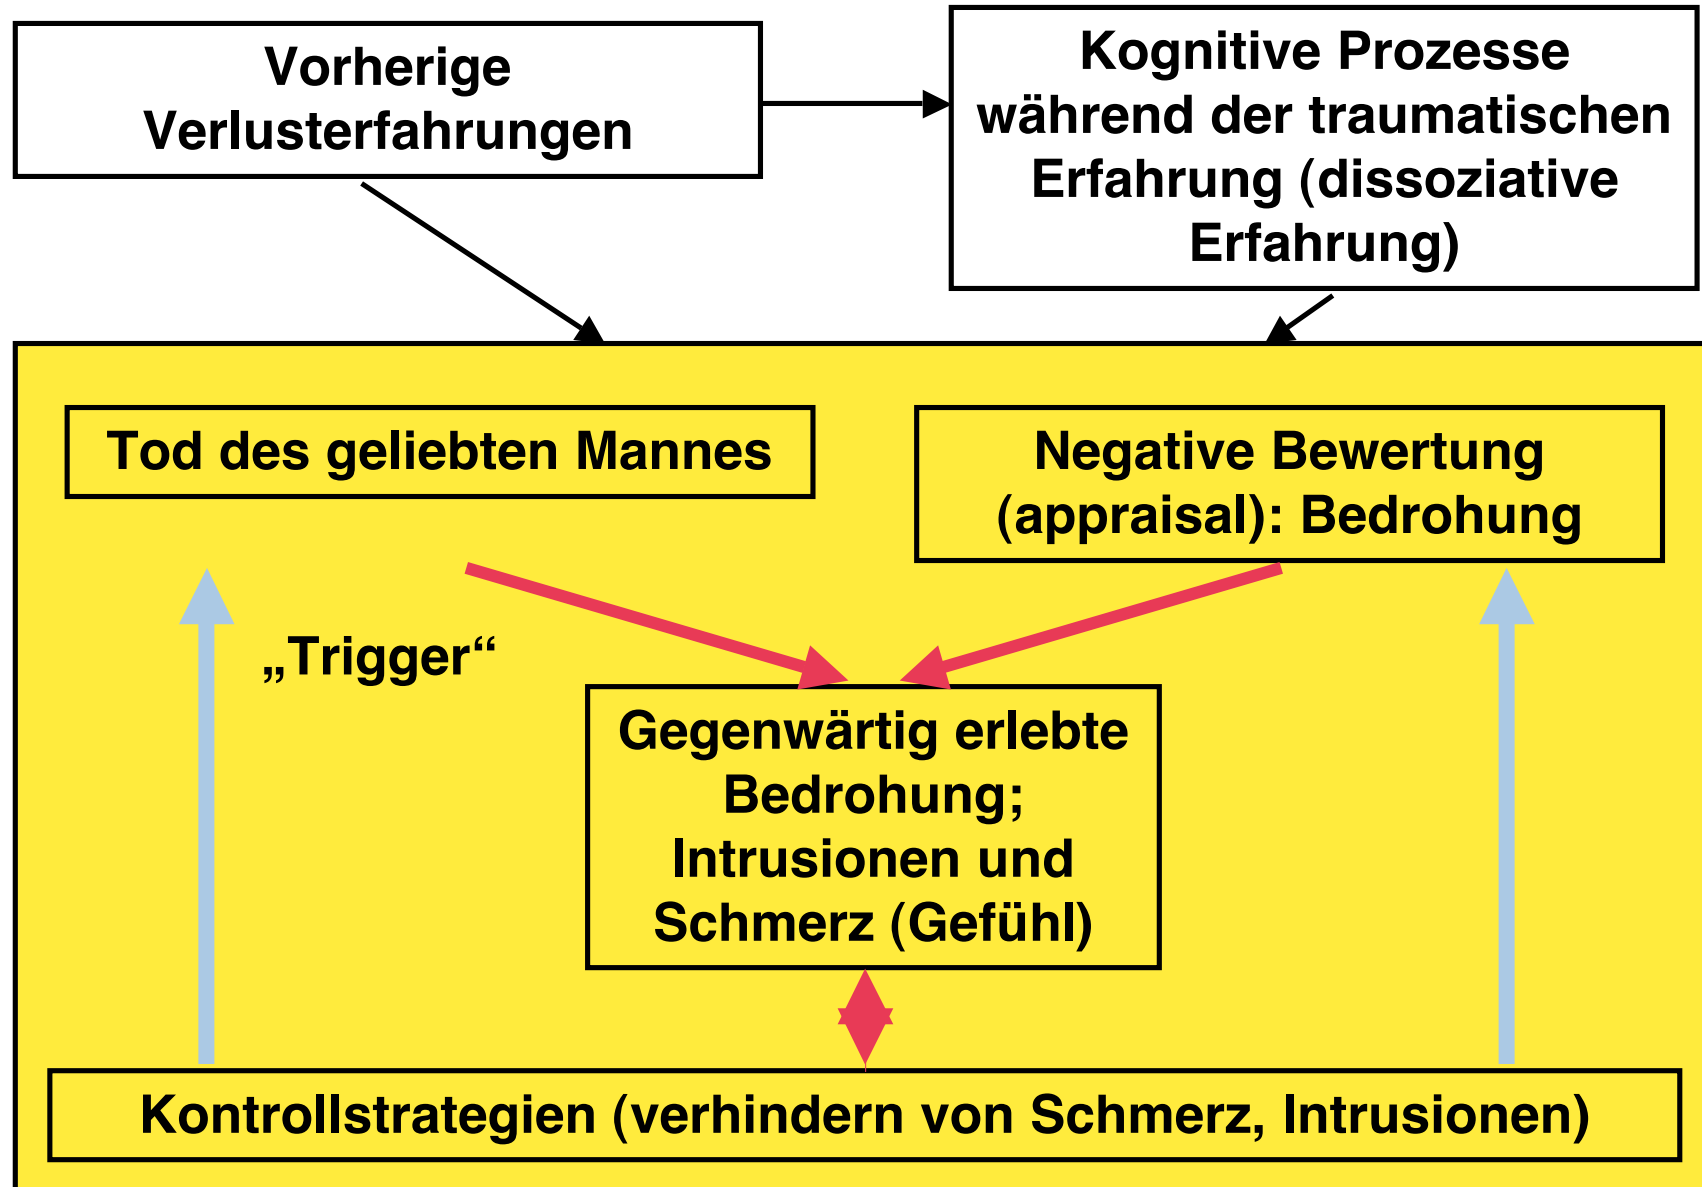 Vorherige
Verlusterfahrungen
Kognitive Prozesse
während der traumatischen
Erfahrung (dissoziative
Erfahrung)
Tod des geliebten Mannes
Negative Bewertung
(appraisal): Bedrohung
„Trigger“
Gegenwärtig erlebte
Bedrohung;
Intrusionen und
Schmerz (Gefühl)
Kontrollstrategien (verhindern von Schmerz, Intrusionen)